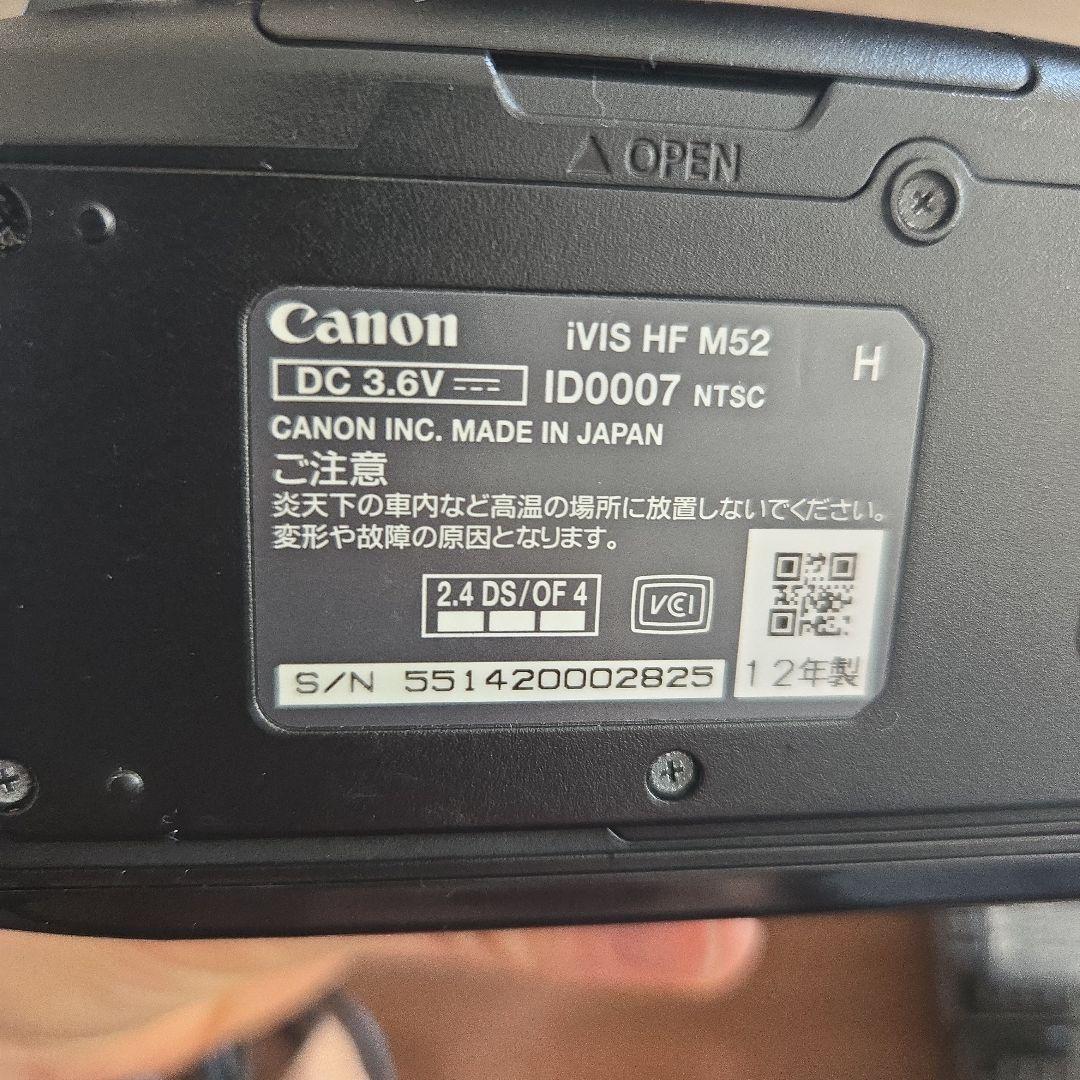 △ OPEN
Canon iVIS HF M52 H
DC 3.6V ⎓ ID0007 NTSC
CANON INC. MADE IN JAPAN
ご注意
炎天下の車内など高温の場所に放置しないでください。
変形や故障の原因となります。
2.4 DS/OF 4
VCI
S/N 551420002825
12年製